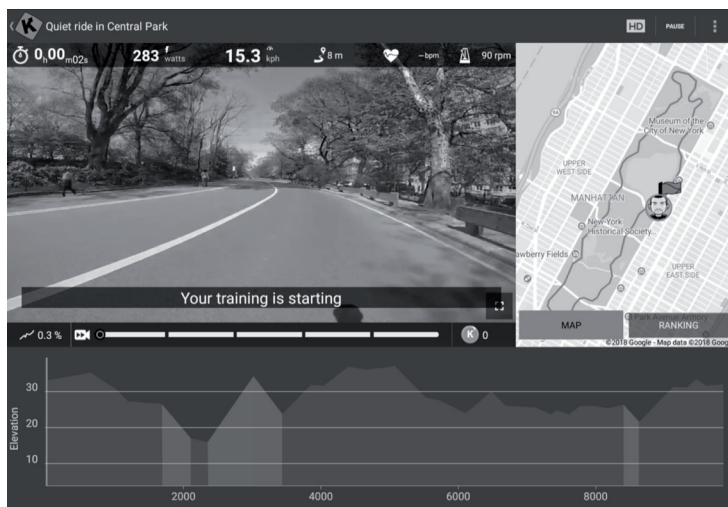 K Quiet ride in Central Park HD PAUSE
0h00m02s 283 watts 15.3 kph 8 m --bpm 90 rpm
Museum of the
City of New York
9A
UPPER
WEST SIDE
MANHATTAN
New-York
Historical Society...
awberry Fields
UPPER
EAST SIDE
Your training is starting
Park Avenue Armory
MAP RANKING
©2018 Google - Map data ©2018 Goog
0.3 % K 0
Elevation
30
20
10
2000 4000 6000 8000